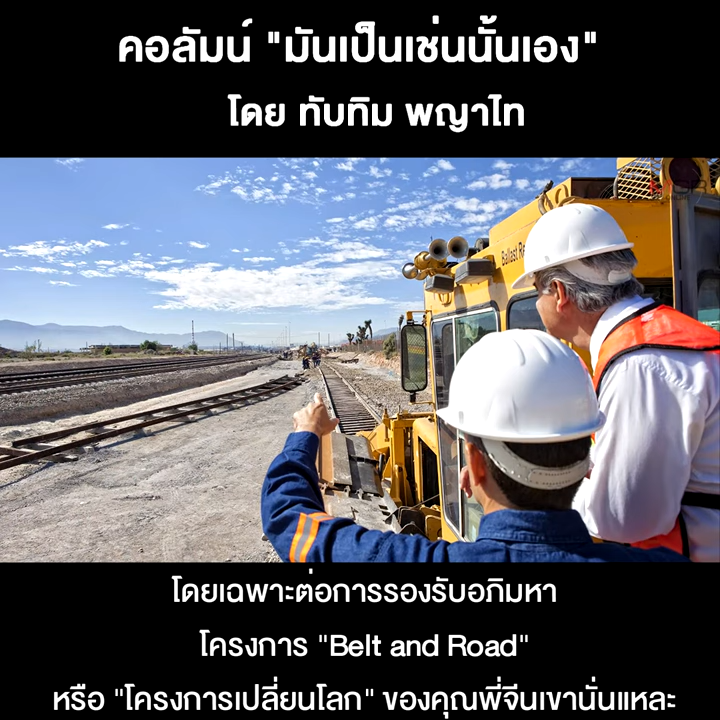 คอลัมน์ "มันเป็นเช่นนั้นเอง"
โดย ทับทิม พญาไท
Ballast
โดยเฉพาะต่อการรองรับอภิมหา
โครงการ "Belt and Road"
หรือ "โครงการเปลี่ยนโลก" ของคุณพี่จีนเขานั่นแหละ